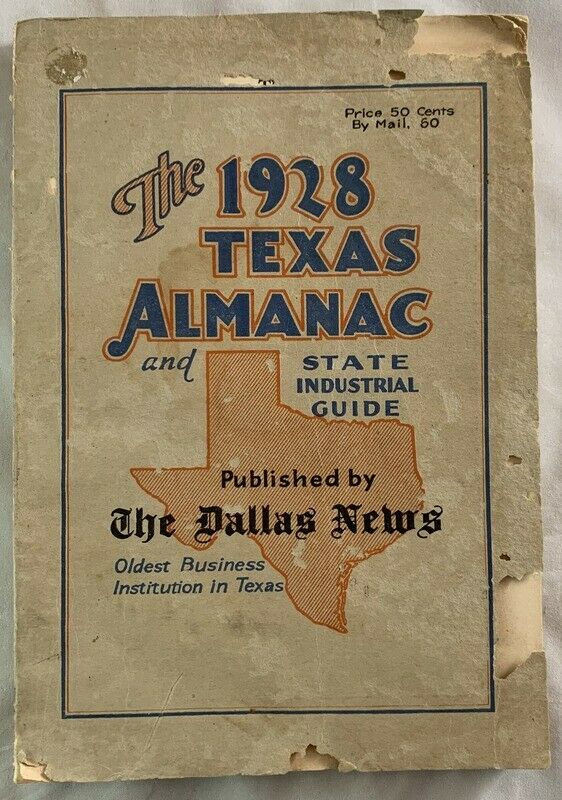 Price 50 Cents
By Mail, 60
The 1928
TEXAS
ALMANAC
and STATE
INDUSTRIAL
GUIDE
Published by
The Dallas News
Oldest Business
Institution in Texas